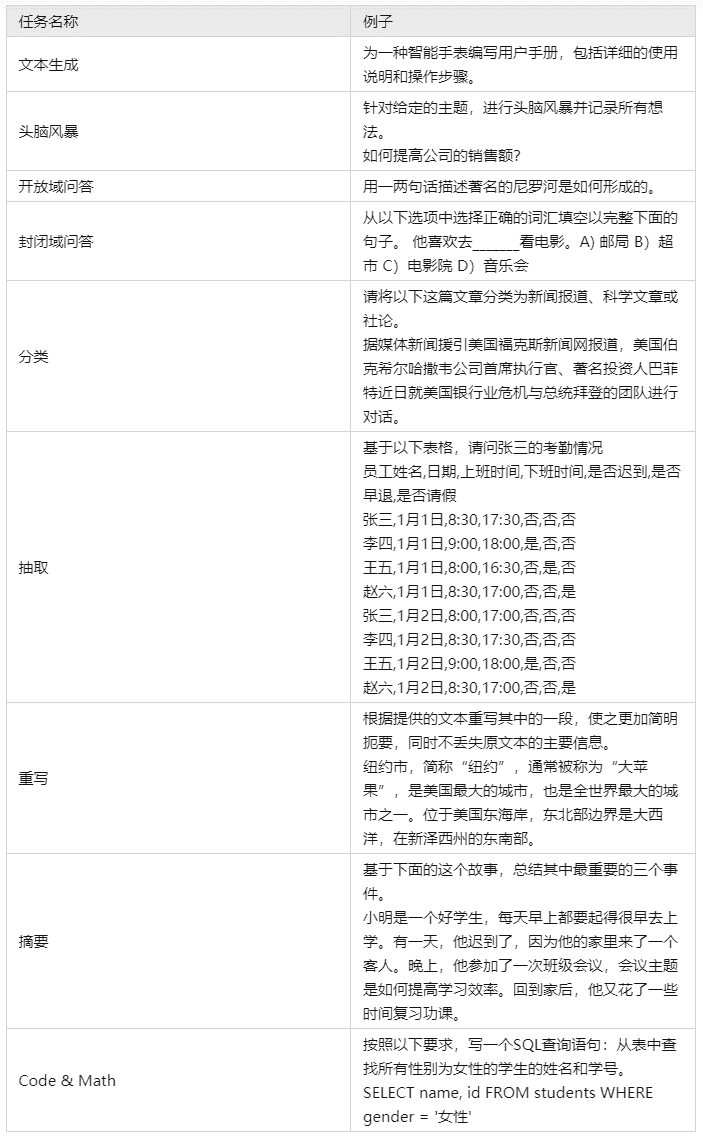 任务名称
例子
文本生成
为一种智能手表编写用户手册，包括详细的使用
说明和操作步骤。
头脑风暴
针对给定的主题，进行头脑风暴并记录所有想
法。
如何提高公司的销售额?
开放域问答
用一两句话描述著名的尼罗河是如何形成的。
封闭域问答
从以下选项中选择正确的词汇填空以完整下面的
句子。 他喜欢去_______看电影。A) 邮局 B）超
市 C）电影院 D）音乐会
分类
请将以下这篇文章分类为新闻报道、科学文章或
社论。
据媒体新闻援引美国福克斯新闻网报道，美国伯
克希尔哈撒韦公司首席执行官、著名投资人巴菲
特近日就美国银行业危机与总统拜登的团队进行
对话。
抽取
基于以下表格，请问张三的考勤情况
员工姓名,日期,上班时间,下班时间,是否迟到,是否
早退,是否请假
张三,1月1日,8:30,17:30,否,否,否
李四,1月1日,9:00,18:00,是,否,否
王五,1月1日,8:00,16:30,否,是,否
赵六,1月1日,8:30,17:00,否,否,是
张三,1月2日,8:00,17:00,否,否,否
李四,1月2日,8:30,17:30,否,否,否
王五,1月2日,9:00,18:00,是,否,否
赵六,1月2日,8:30,17:00,否,否,是
重写
根据提供的文本重写其中的一段，使之更加简明
扼要，同时不丢失原文本的主要信息。
纽约市，简称“纽约”，通常被称为“大苹
果”，是美国最大的城市，也是全世界最大的城
市之一。位于美国东海岸，东北部边界是大西
洋，在新泽西州的东南部。
摘要
基于下面的这个故事，总结其中最重要的三个事
件。
小明是一个好学生，每天早上都要起得很早去上
学。有一天，他迟到了，因为他的家里来了一个
客人。晚上，他参加了一次班级会议，会议主题
是如何提高学习效率。回到家后，他又花了一些
时间复习功课。
Code & Math
按照以下要求，写一个SQL查询语句：从表中查
找所有性别为女性的学生的姓名和学号。
SELECT name, id FROM students WHERE
gender = '女性'